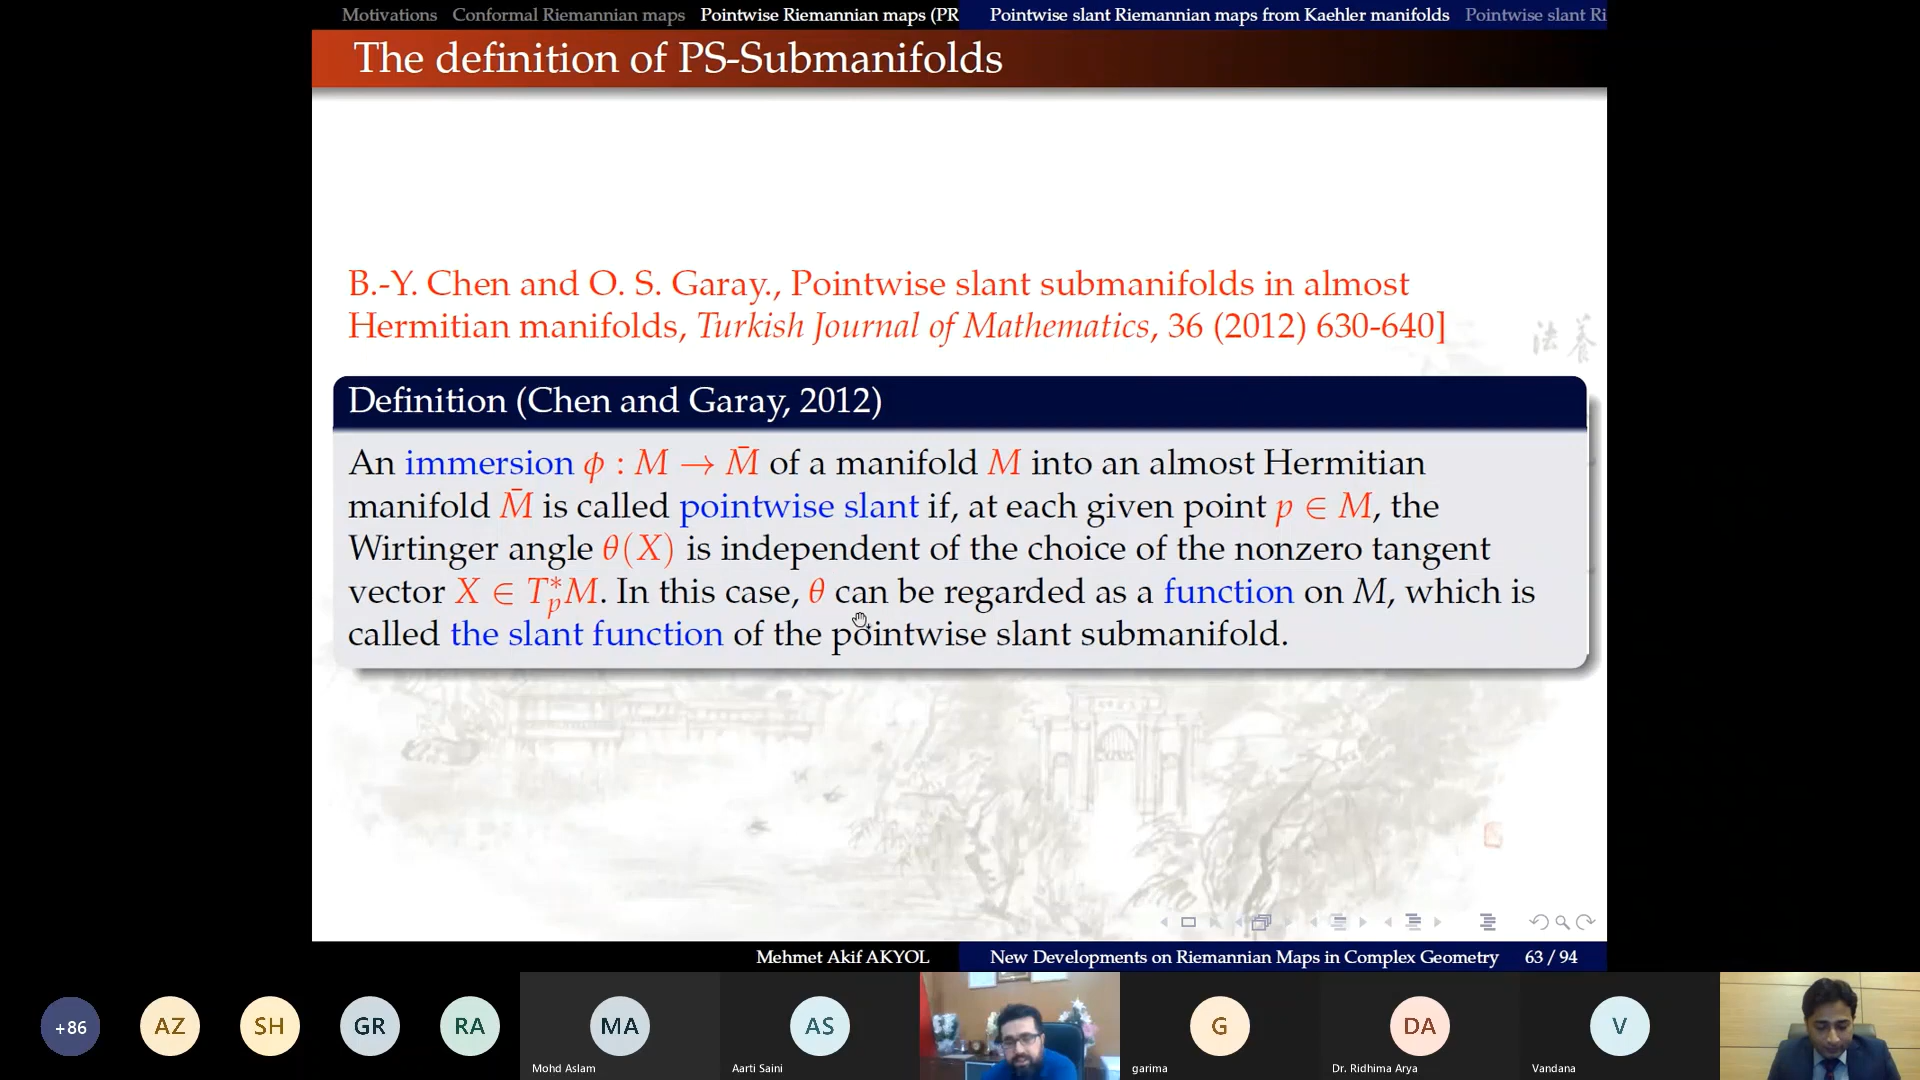 Motivations Conformal Riemannian maps Pointwise Riemannian maps (PR Pointwise slant Riemannian maps from Kaehler manifolds Pointwise slant Ri
The definition of PS-Submanifolds
B.-Y. Chen and O. S. Garay., Pointwise slant submanifolds in almost
Hermitian manifolds, Turkish Journal of Mathematics, 36 (2012) 630-640]
法 養
Definition (Chen and Garay, 2012)
An immersion ϕ : M → M̄ of a manifold M into an almost Hermitian
manifold M̄ is called pointwise slant if, at each given point p ∈ M, the
Wirtinger angle θ(X) is independent of the choice of the nonzero tangent
vector X ∈ T*ₚM. In this case, θ can be regarded as a function on M, which is
called the slant function of the pointwise slant submanifold.
Mehmet Akif AKYOL New Developments on Riemannian Maps in Complex Geometry 63 / 94
+86 AZ SH GR RA MA AS G DA V
Mohd Aslam Aarti Saini garima Dr. Ridhima Arya Vandana